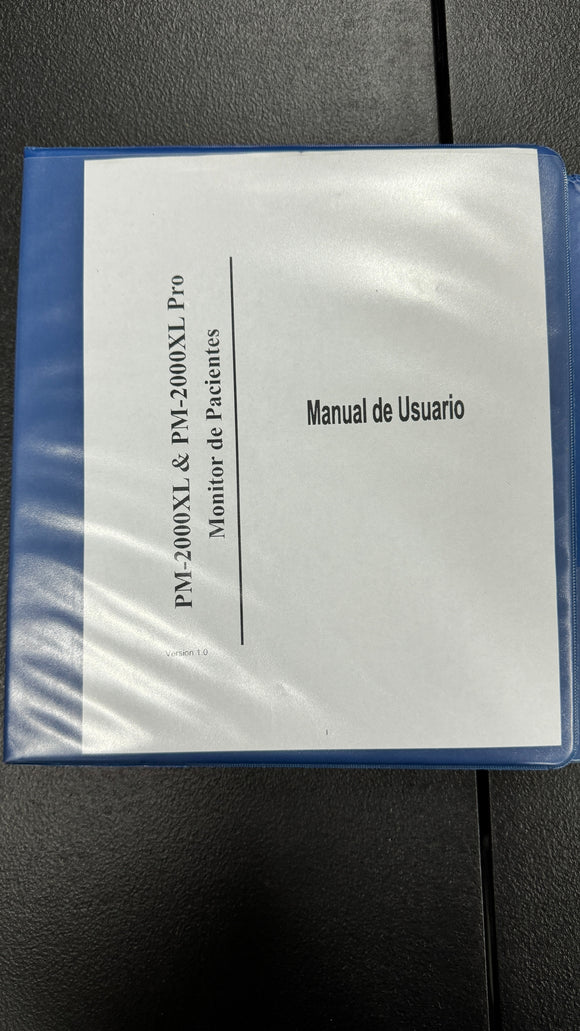 PM-2000XL & PM-2000XL Pro
Monitor de Pacientes
Version 1.0
Manual de Usuario
I